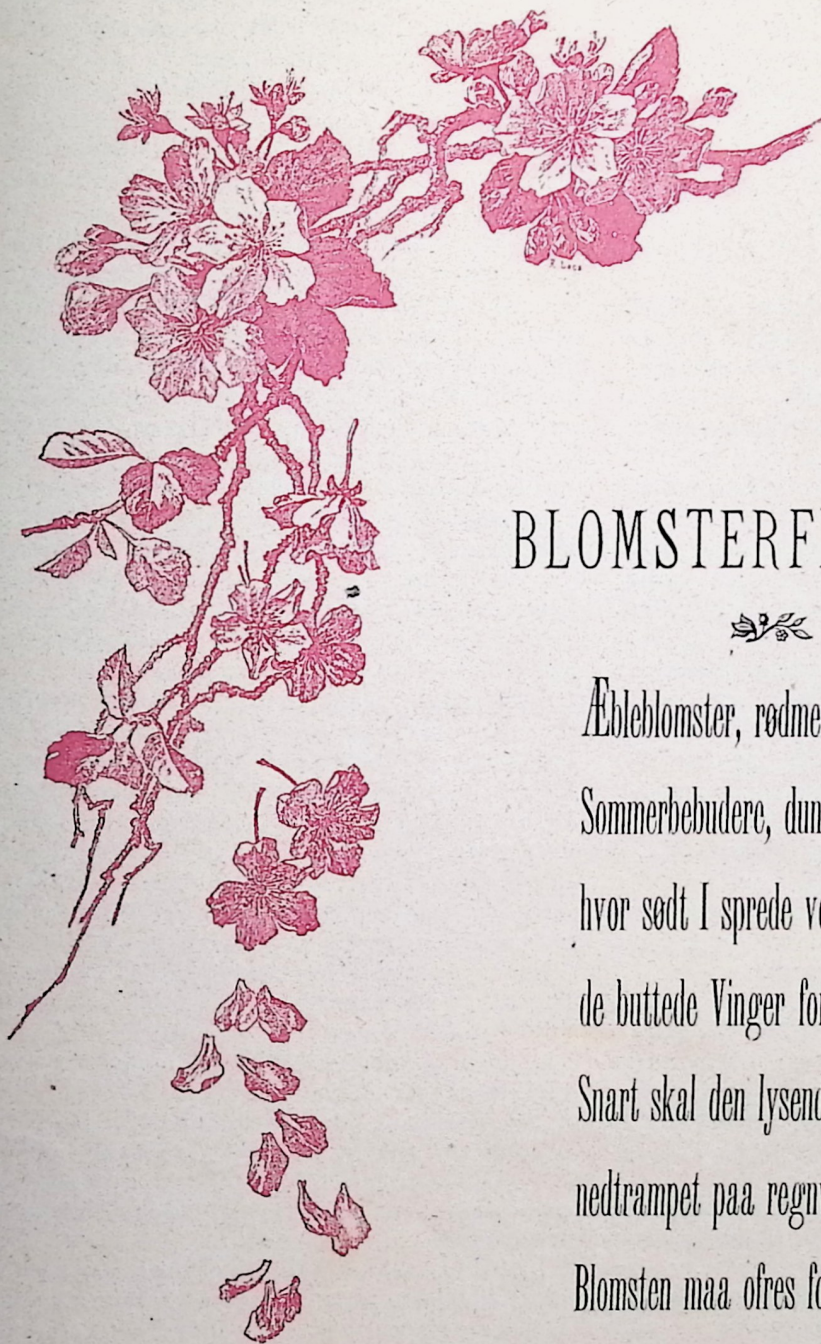 BLOMSTERF
Æbleblomster, rødme
Sommerbebudere, dun
hvor sødt I sprede
de buttede Vinger for
Snart skal den lysend
nedtrampet paa regn
Blomsten maa ofres fo